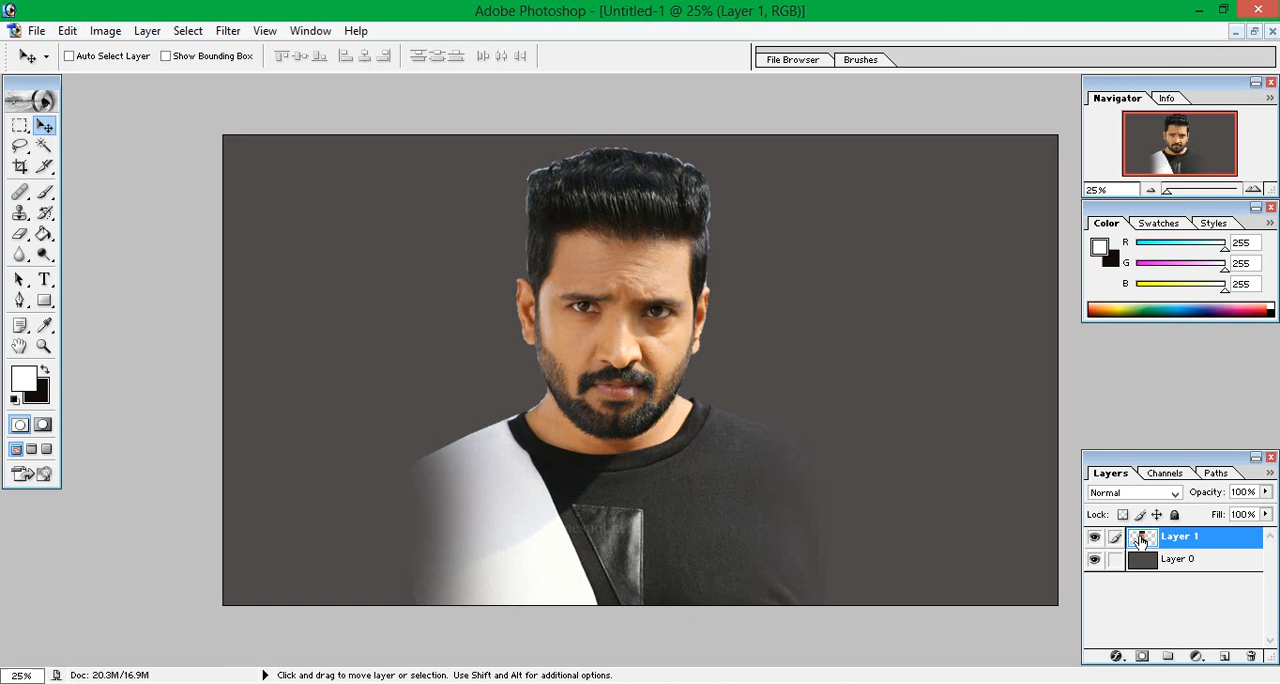 Adobe Photoshop - [Untitled-1 @ 25% (Layer 1, RGB)]
File Edit Image Layer Select Filter View Window Help
Auto Select Layer Show Bounding Box File Browser Brushes
Navigator Info
25%
Color Swatches Styles
R 255
G 255
B 255
Layers Channels Paths
Normal Opacity: 100%
Lock: Fill: 100%
Layer 1
Layer 0
25% Doc: 20.3M/16.9M Click and drag to move layer or selection. Use Shift and Alt for additional options.